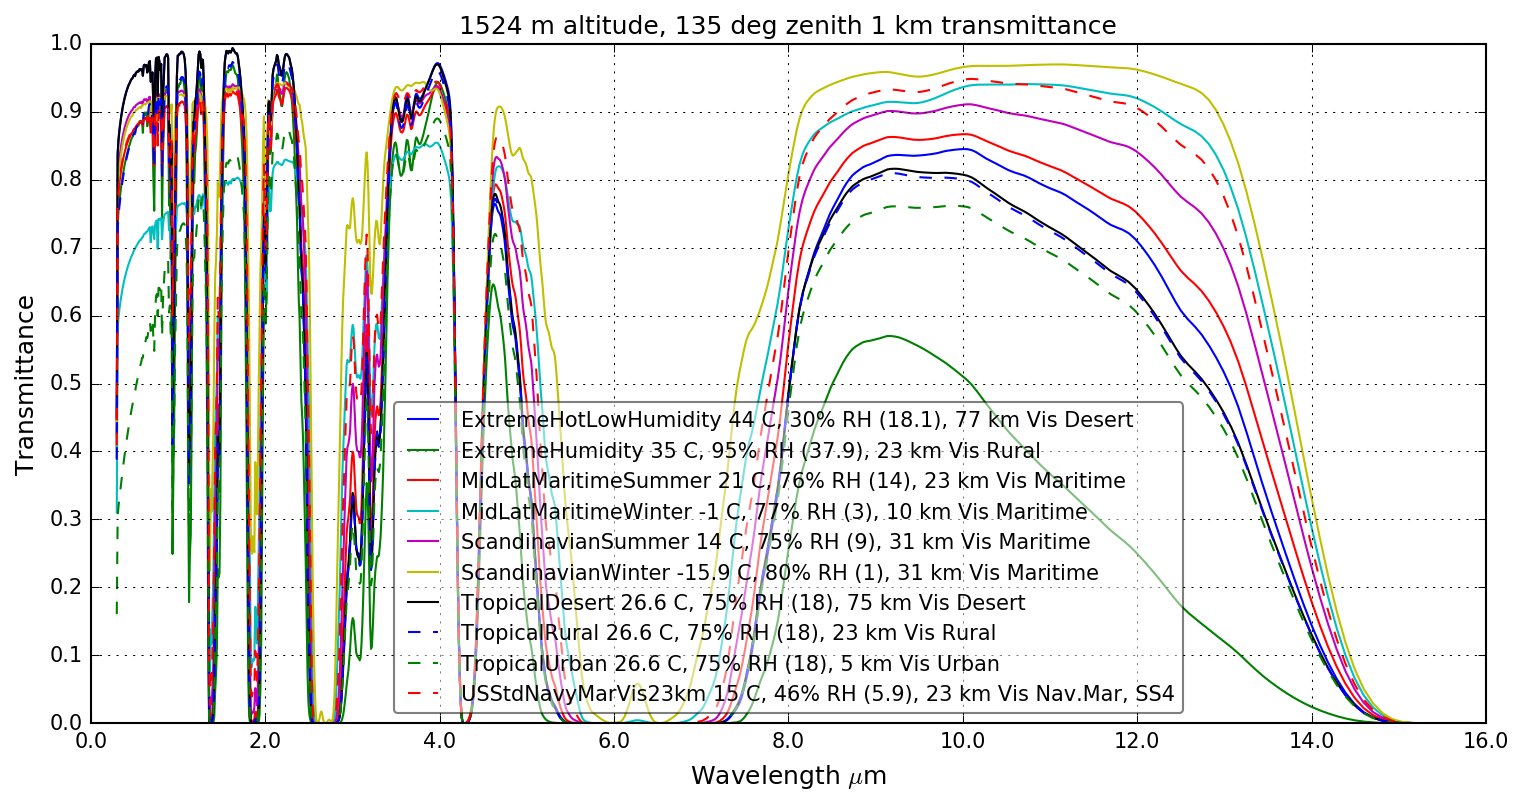 1524 m altitude, 135 deg zenith 1 km transmittance
1.0
0.9
0.8
0.7
0.6
0.5
0.4
0.3
0.2
0.1
0.0
Transmittance
ExtremeHotLowHumidity 44 C, 30% RH (18.1), 77 km Vis Desert
ExtremeHumidity 35 C, 95% RH (37.9), 23 km Vis Rural
MidLatMaritimeSummer 21 C, 76% RH (14), 23 km Vis Maritime
MidLatMaritimeWinter -1 C, 77% RH (3), 10 km Vis Maritime
ScandinavianSummer 14 C, 75% RH (9), 31 km Vis Maritime
ScandinavianWinter -15.9 C, 80% RH (1), 31 km Vis Maritime
TropicalDesert 26.6 C, 75% RH (18), 75 km Vis Desert
TropicalRural 26.6 C, 75% RH (18), 23 km Vis Rural
TropicalUrban 26.6 C, 75% RH (18), 5 km Vis Urban
USStdNavyMarVis23km 15 C, 46% RH (5.9), 23 km Vis Nav.Mar, SS4
0.0 2.0 4.0 6.0 8.0 10.0 12.0 14.0 16.0
Wavelength μm